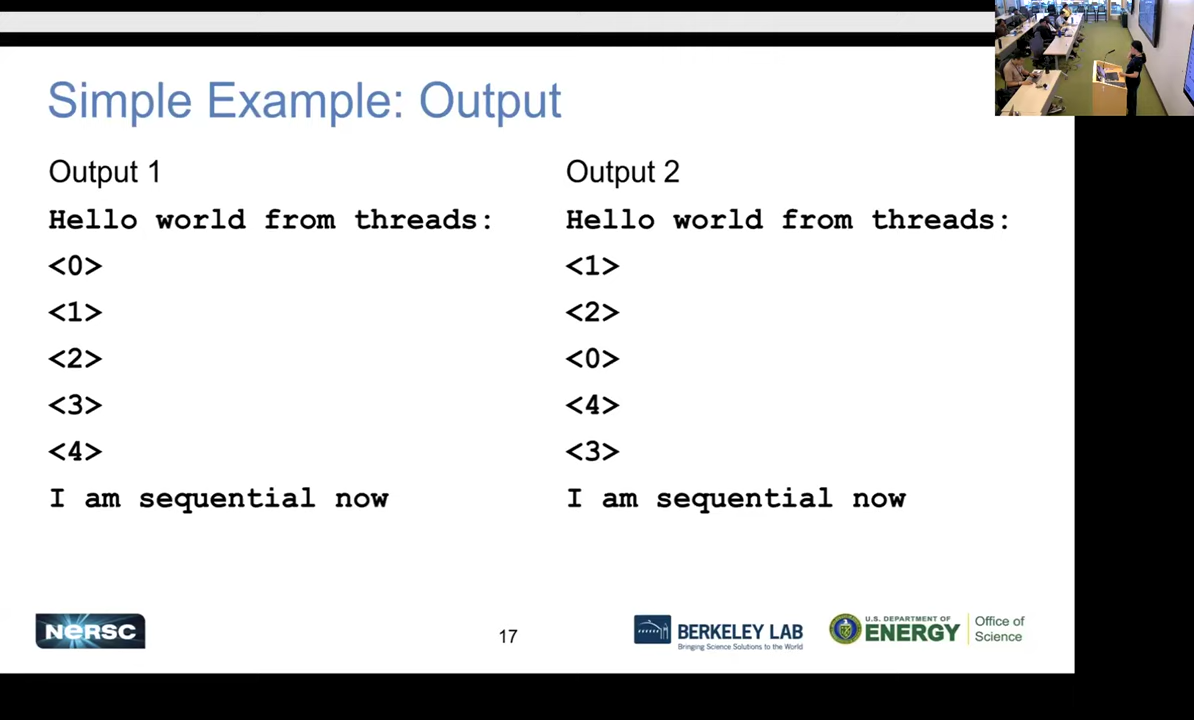 Simple Example: Output
Output 1
Hello world from threads:
<0>
<1>
<2>
<3>
<4>
I am sequential now
Output 2
Hello world from threads:
<1>
<2>
<0>
<4>
<3>
I am sequential now
NERSC
17
BERKELEY LAB
Bringing Science Solutions to the World
U.S. DEPARTMENT OF
ENERGY
Office of
Science